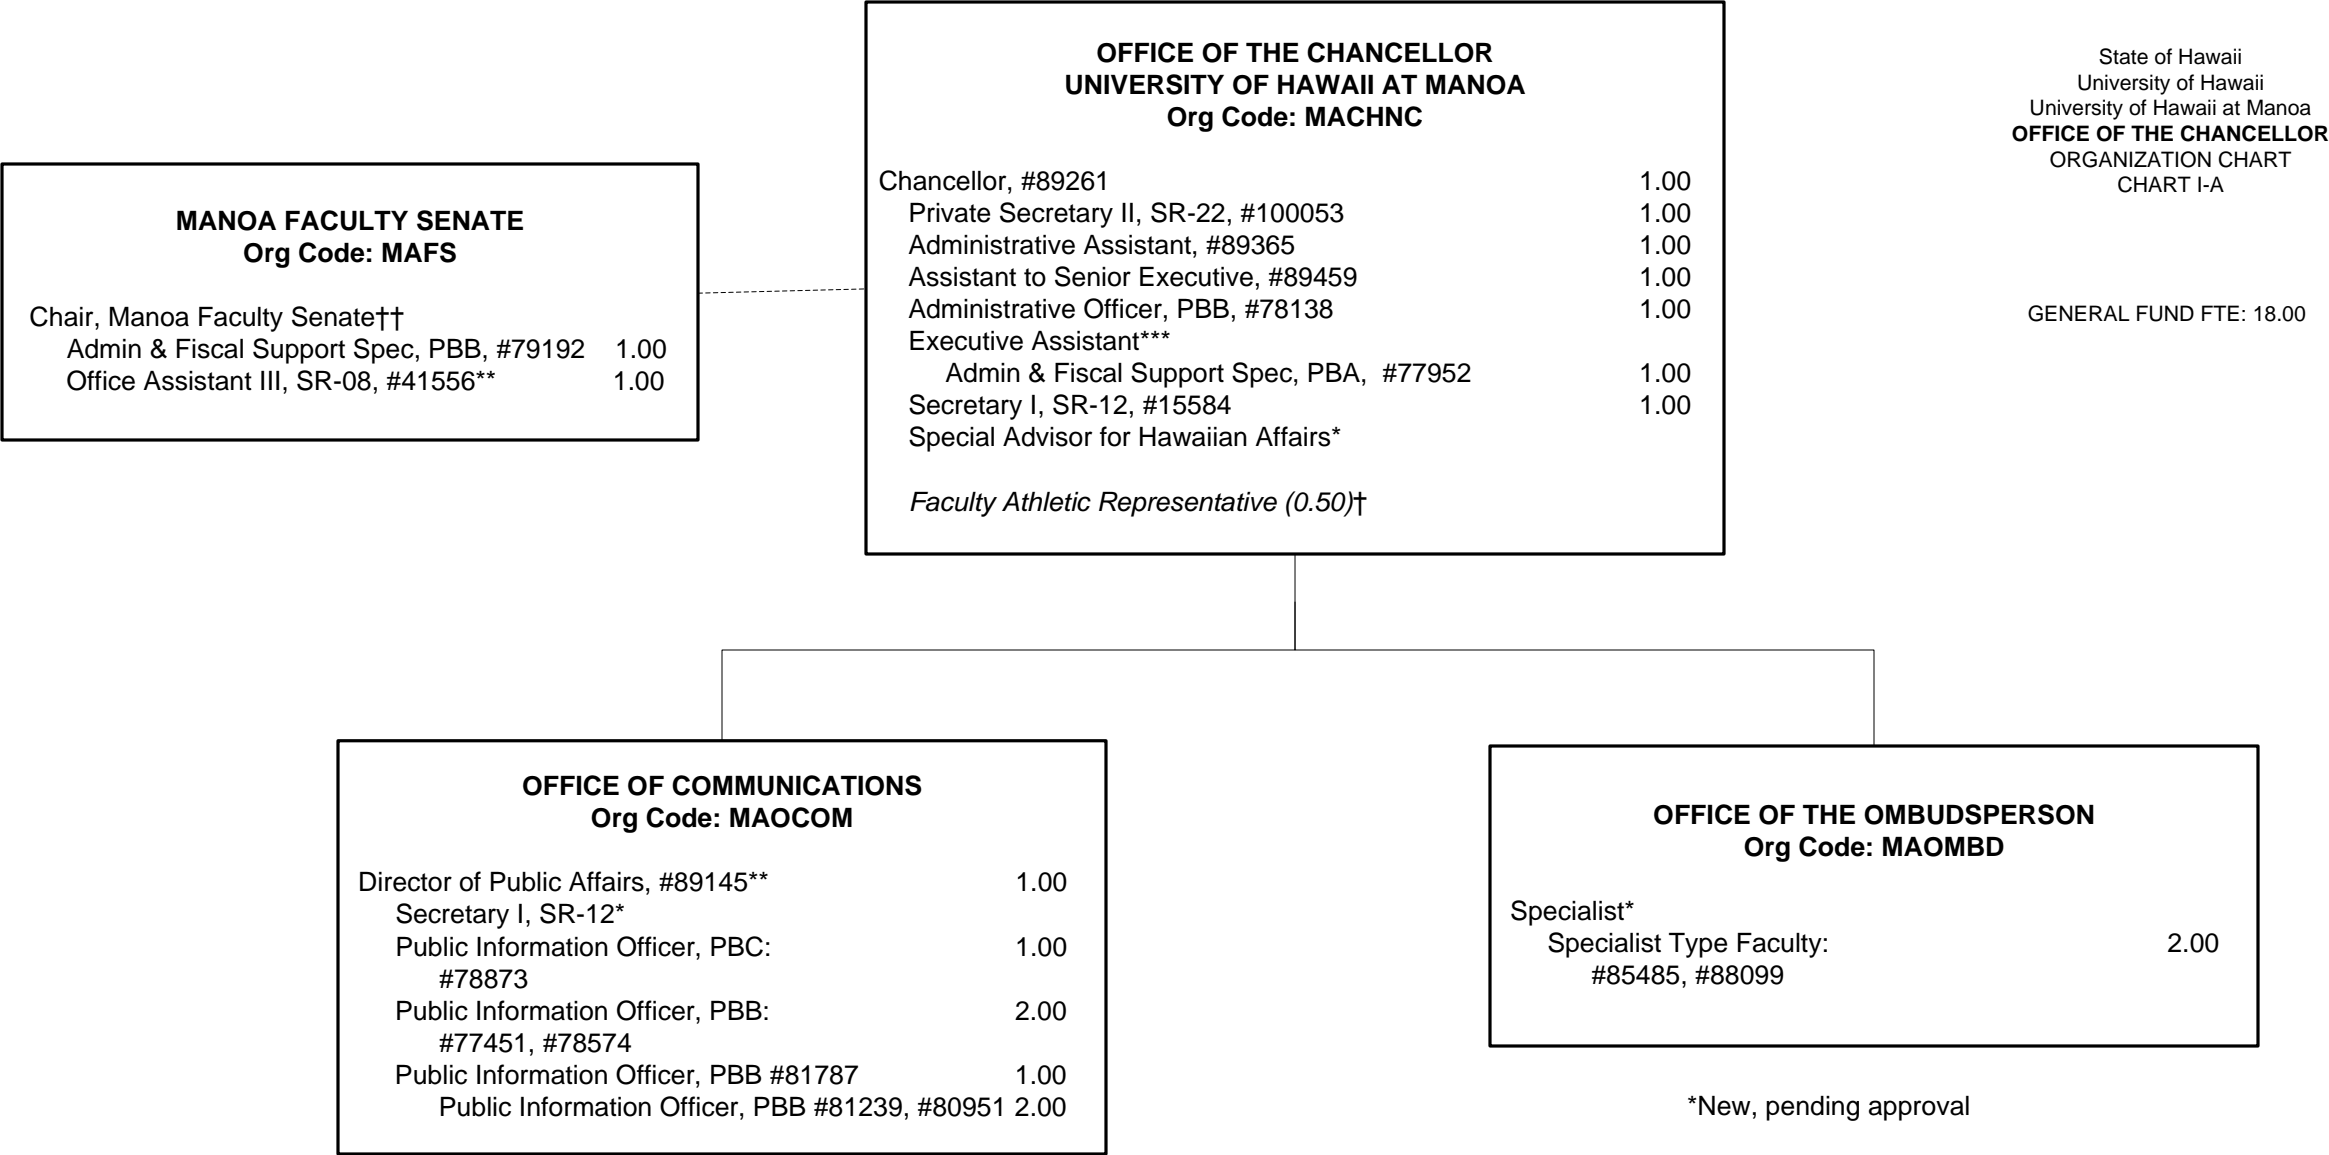 OFFICE OF THE CHANCELLOR
UNIVERSITY OF HAWAII AT MANOA
Org Code: MACHNC
Chancellor, #89261 1.00
Private Secretary II, SR-22, #100053 1.00
Administrative Assistant, #89365 1.00
Assistant to Senior Executive, #89459 1.00
Administrative Officer, PBB, #78138 1.00
Executive Assistant***
Admin & Fiscal Support Spec, PBA, #77952 1.00
Secretary I, SR-12, #15584 1.00
Special Advisor for Hawaiian Affairs*
Faculty Athletic Representative (0.50)†
State of Hawaii
University of Hawaii
University of Hawaii at Manoa
OFFICE OF THE CHANCELLOR
ORGANIZATION CHART
CHART I-A
GENERAL FUND FTE: 18.00
MANOA FACULTY SENATE
Org Code: MAFS
Chair, Manoa Faculty Senate††
Admin & Fiscal Support Spec, PBB, #79192 1.00
Office Assistant III, SR-08, #41556** 1.00
OFFICE OF COMMUNICATIONS
Org Code: MAOCOM
Director of Public Affairs, #89145** 1.00
Secretary I, SR-12*
Public Information Officer, PBC: 1.00
#78873
Public Information Officer, PBB: 2.00
#77451, #78574
Public Information Officer, PBB #81787 1.00
Public Information Officer, PBB #81239, #80951 2.00
OFFICE OF THE OMBUDSPERSON
Org Code: MAOMBD
Specialist*
Specialist Type Faculty: 2.00
#85485, #88099
*New, pending approval